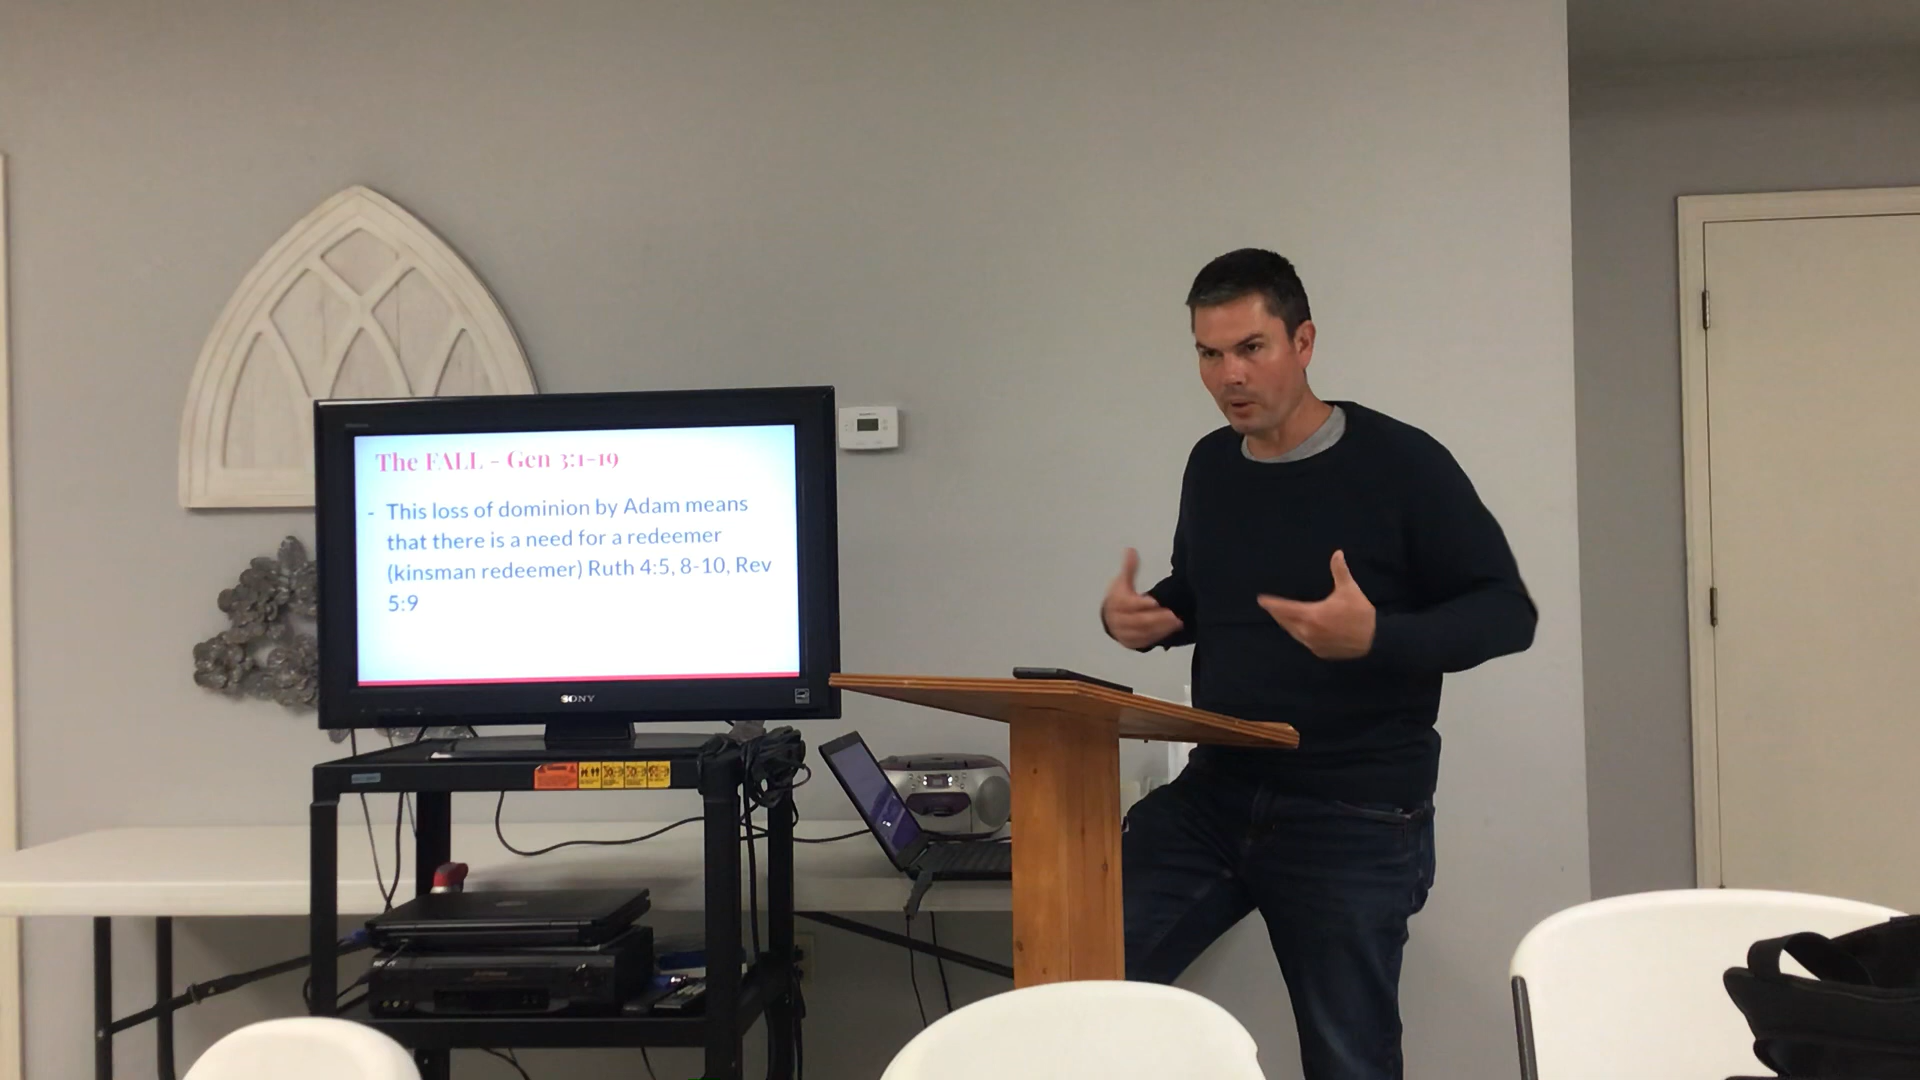 The FALL - Gen 3:1-19
- This loss of dominion by Adam means
that there is a need for a redeemer
(kinsman redeemer) Ruth 4:5, 8-10, Rev
5:9
SONY